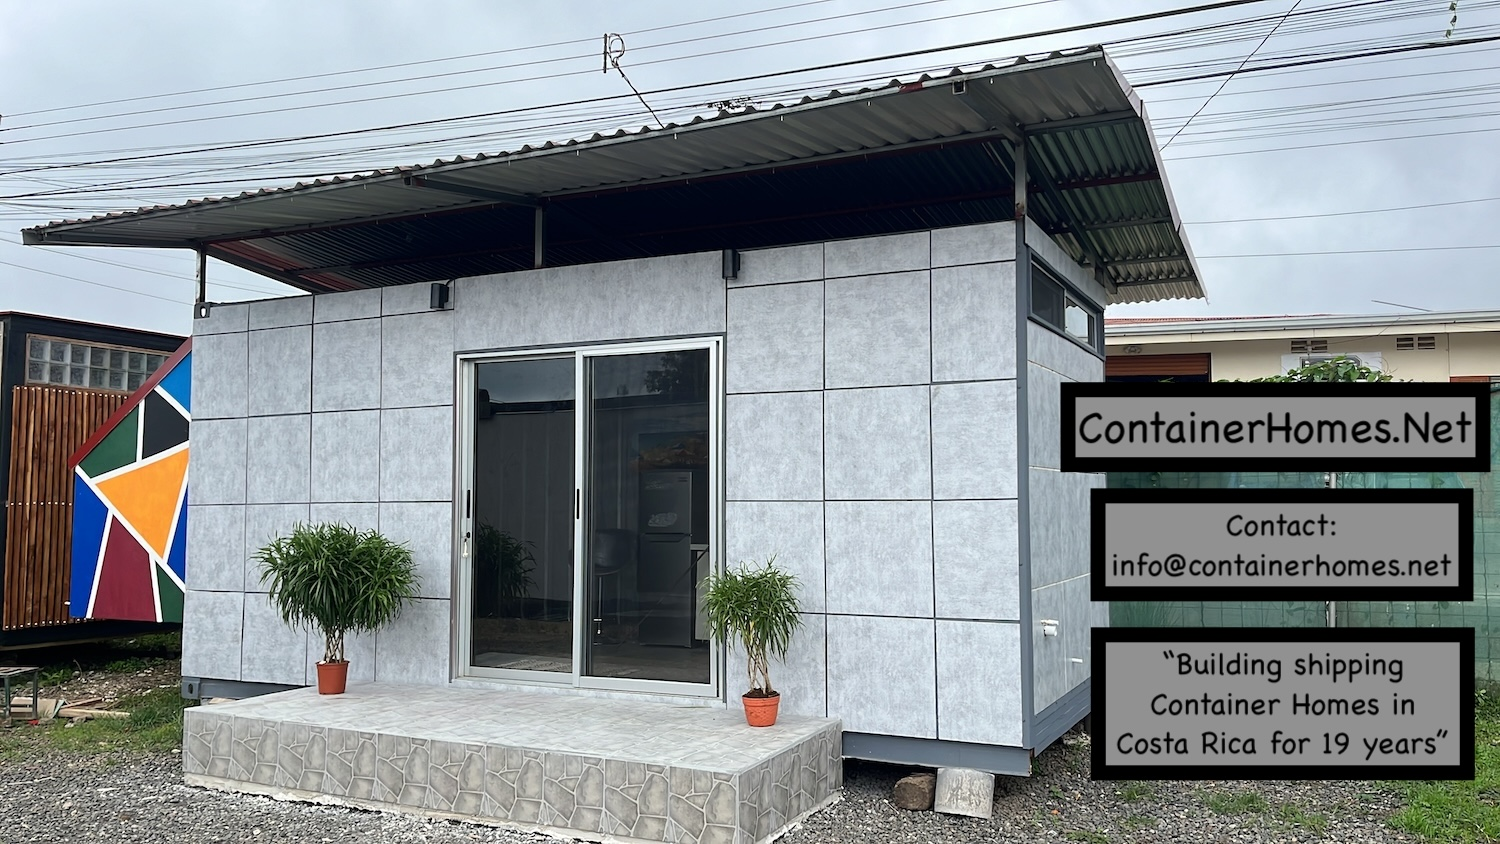 ContainerHomes.Net
Contact:
info@containerhomes.net
“Building shipping
Container Homes in
Costa Rica for 19 years”